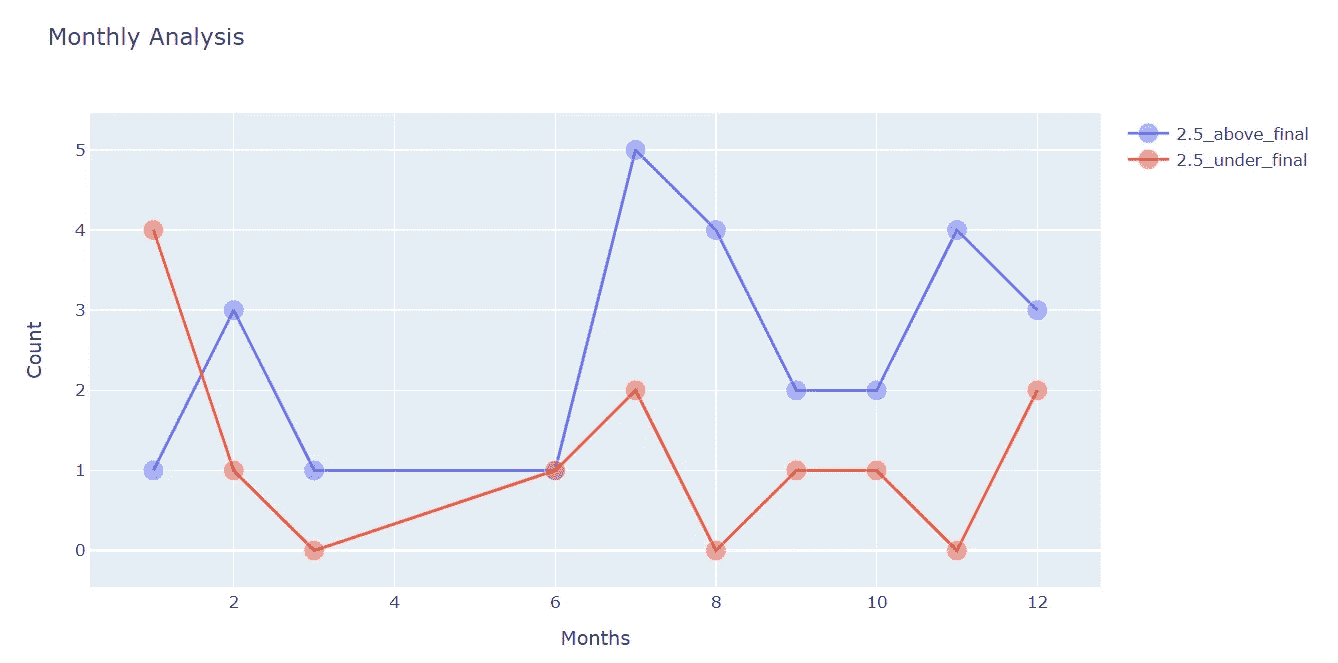 Monthly Analysis
2.5_above_final
2.5_under_final
5
4
3
2
1
0
Count
2 4 6 8 10 12
Months